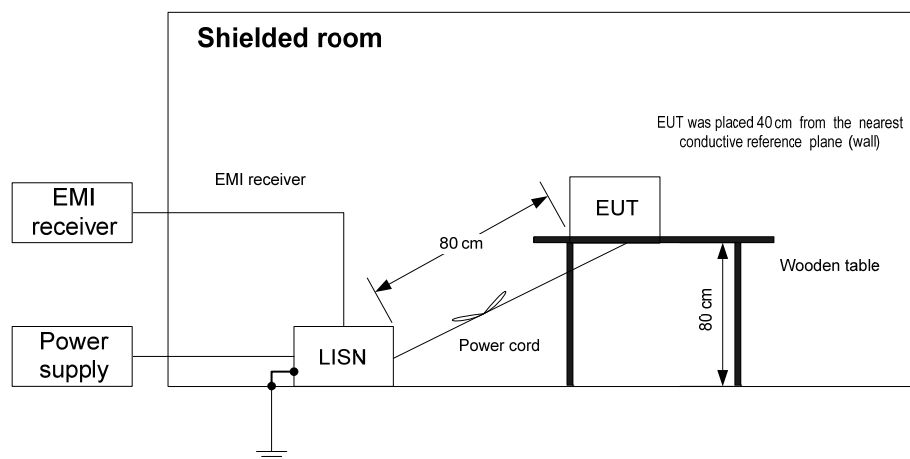 Shielded room
EUT was placed 40 cm from the nearest
conductive reference plane (wall)
EMI receiver
EMI
receiver
EUT
80 cm
Wooden table
80 cm
Power
supply
LISN
Power cord